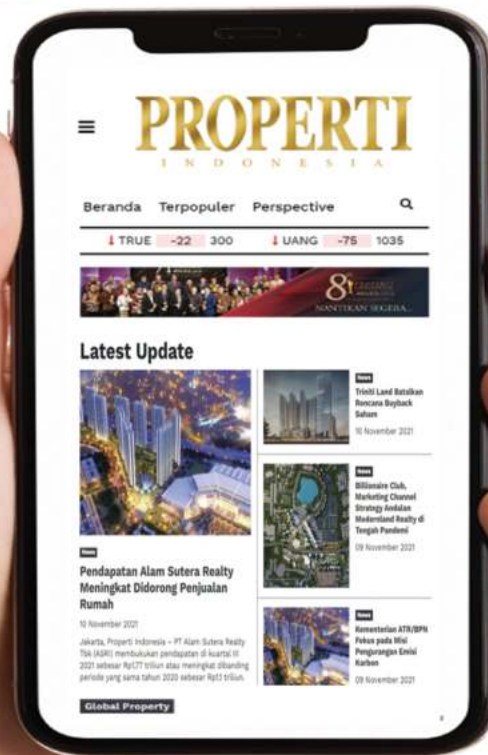 PROPERTI
INDONESIA
Beranda Terpopuler Perspective
TRUE -22 300 UANG -75 1035
8th
NANTIKAN SEGERA...
Latest Update
News
Pendapatan Alam Sutera Realty
Meningkat Didorong Penjualan
Rumah
10 November 2021
Jakarta, Properti Indonesia – PT Alam Sutera Realty
Tbk (ASRI) membukukan pendapatan di kuartal III
2021 sebesar Rp1,77 triliun atau meningkat dibanding
periode yang sama tahun 2020 sebesar Rp1,1 triliun.
Global Property
News
Triniti Land Batalkan
Rencana Buyback
Saham
10 November 2021
News
Billionaire Club,
Marketing Channel
Strategy Andalan
Modernland Realty di
Tengah Pandemi
09 November 2021
News
Kementerian ATR/BPN
Fokus pada Misi
Pengurangan Emisi
Karbon
09 November 2021